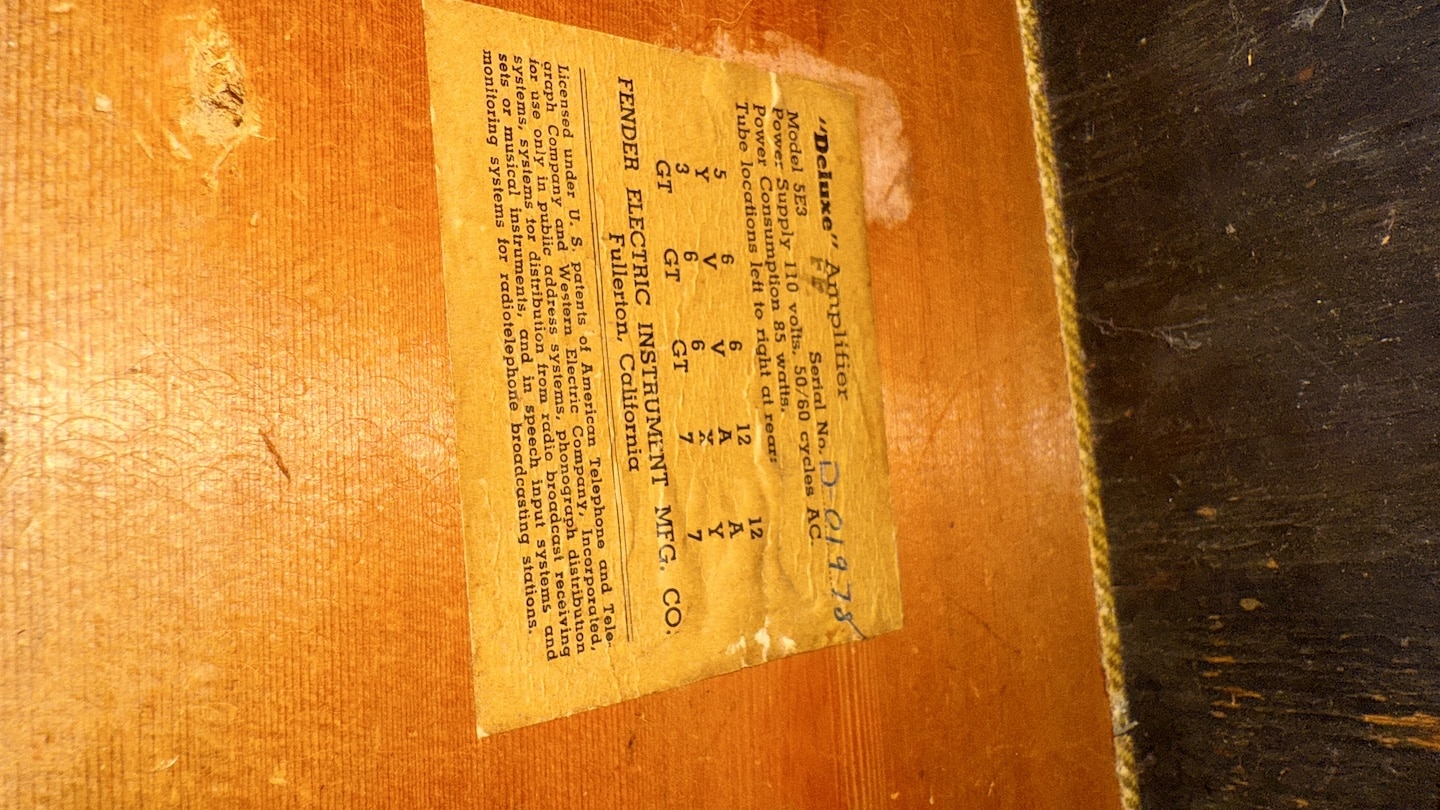 "Deluxe" Amplifier
Model 5E3 Serial No. D-01978
Power Supply 110 volts, 50/60 cycles AC.
Power Consumption 85 watts.
Tube locations left to right at rear:
5 6 6 12 12
Y V V A A
3 6 6 X Y
GT GT GT 7 7
FENDER ELECTRIC INSTRUMENT MFG. CO.
Fullerton, California
Licensed under U. S. patents of American Telephone and Tele-
graph Company and Western Electric Company, Incorporated,
for use only in public address systems, phonograph distribution
systems, systems for distribution from radio broadcast receiving
sets or musical instruments, and in speech input systems and
monitoring systems for radiotelephone broadcasting stations.